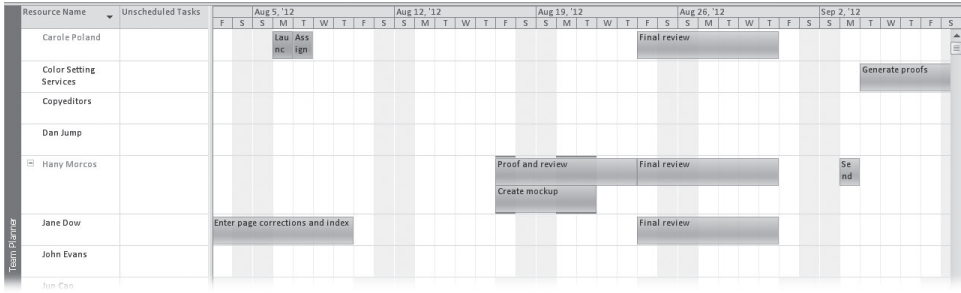 Resource Name Unscheduled Tasks Aug 5, '12 Aug 12, '12 Aug 19, '12 Aug 26, '12 Sep 2, '12
F S S M T W T F S S M T W T F S S M T W T F S S M T W T F S S M T W T F S
Carole Poland
Lau
nc
Ass
ign
Final review
Color Setting
Services
Generate proofs
Copyeditors
Dan Jump
Hany Morcos
Proof and review
Final review
Se
nd
Create mockup
Jane Dow
Enter page corrections and index
Final review
John Evans
Jun Cao
Team Planner